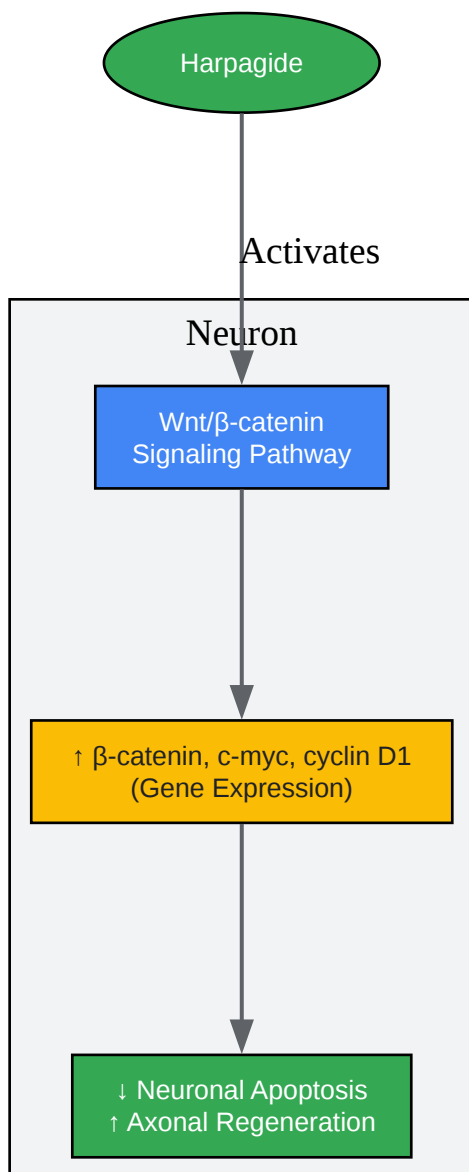 Harpagide
Activates
Neuron
Wnt/β-catenin
Signaling Pathway
↑ β-catenin, c-myc, cyclin D1
(Gene Expression)
↓ Neuronal Apoptosis
↑ Axonal Regeneration